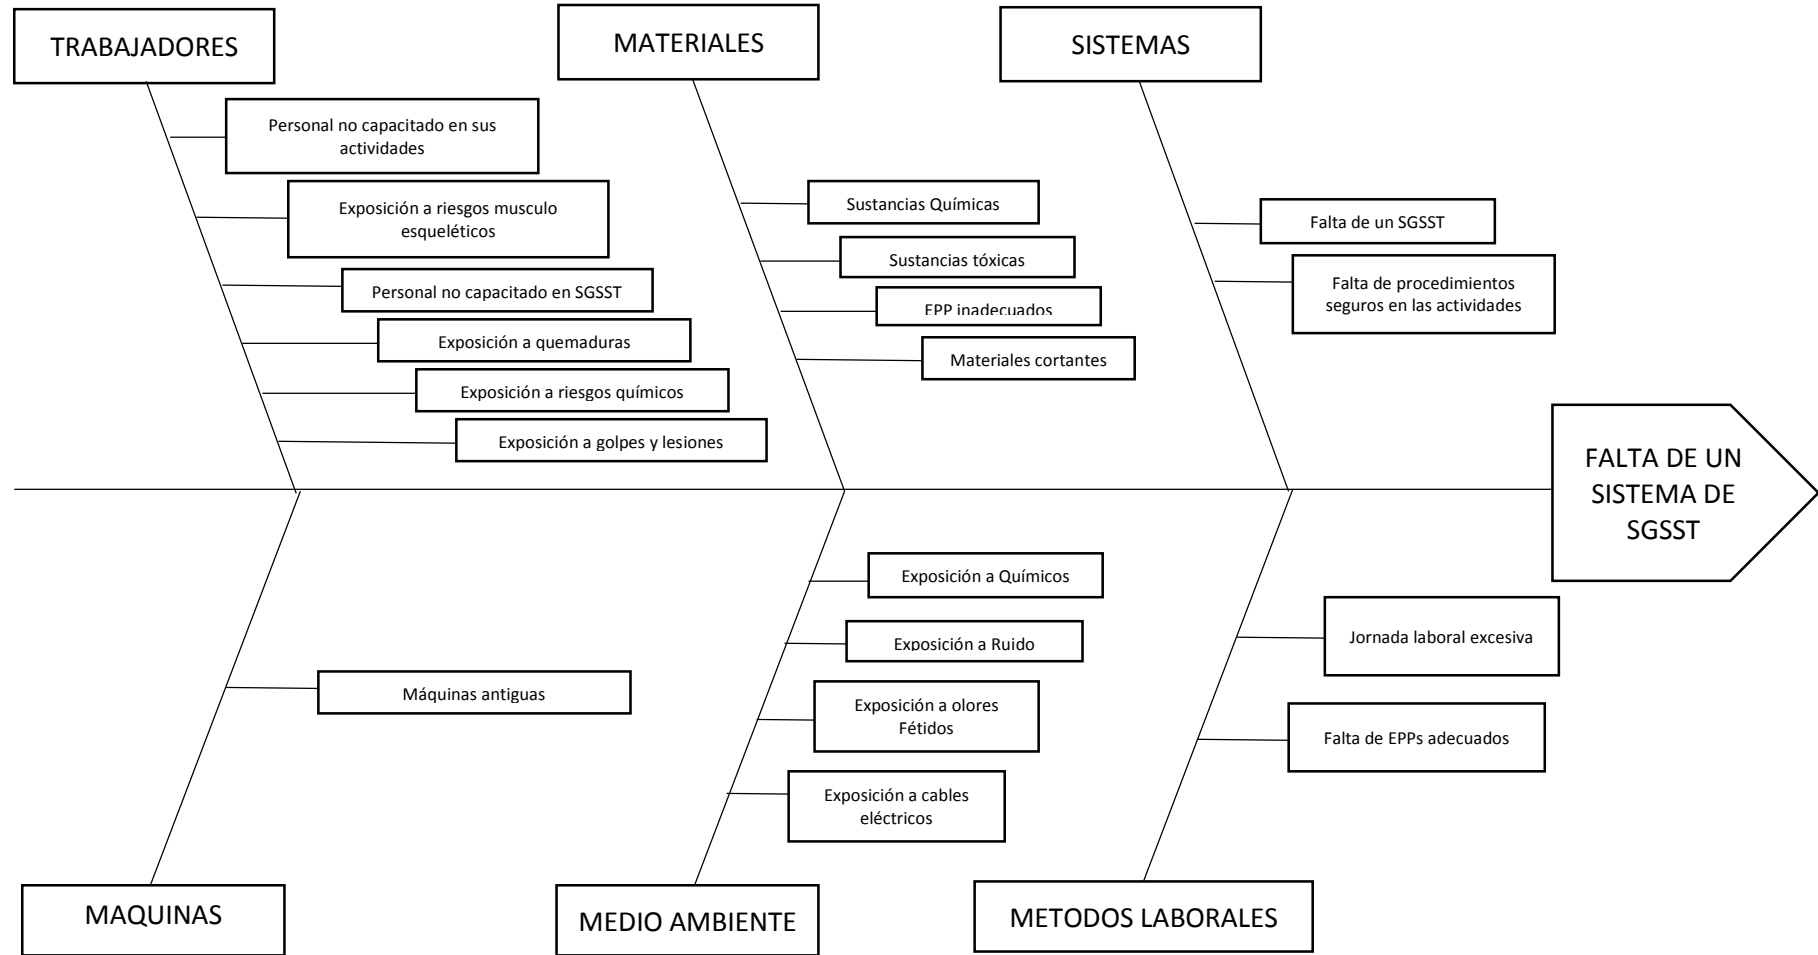 TRABAJADORES
MATERIALES
SISTEMAS
Personal no capacitado en sus
actividades
Exposición a riesgos musculo
esqueléticos
Personal no capacitado en SGSST
Exposición a quemaduras
Exposición a riesgos químicos
Exposición a golpes y lesiones
Sustancias Químicas
Sustancias tóxicas
EPP inadecuados
Materiales cortantes
Falta de un SGSST
Falta de procedimientos
seguros en las actividades
FALTA DE UN
SISTEMA DE
SGSST
Máquinas antiguas
Exposición a Químicos
Exposición a Ruido
Exposición a olores
Fétidos
Exposición a cables
eléctricos
Jornada laboral excesiva
Falta de EPPs adecuados
MAQUINAS
MEDIO AMBIENTE
METODOS LABORALES